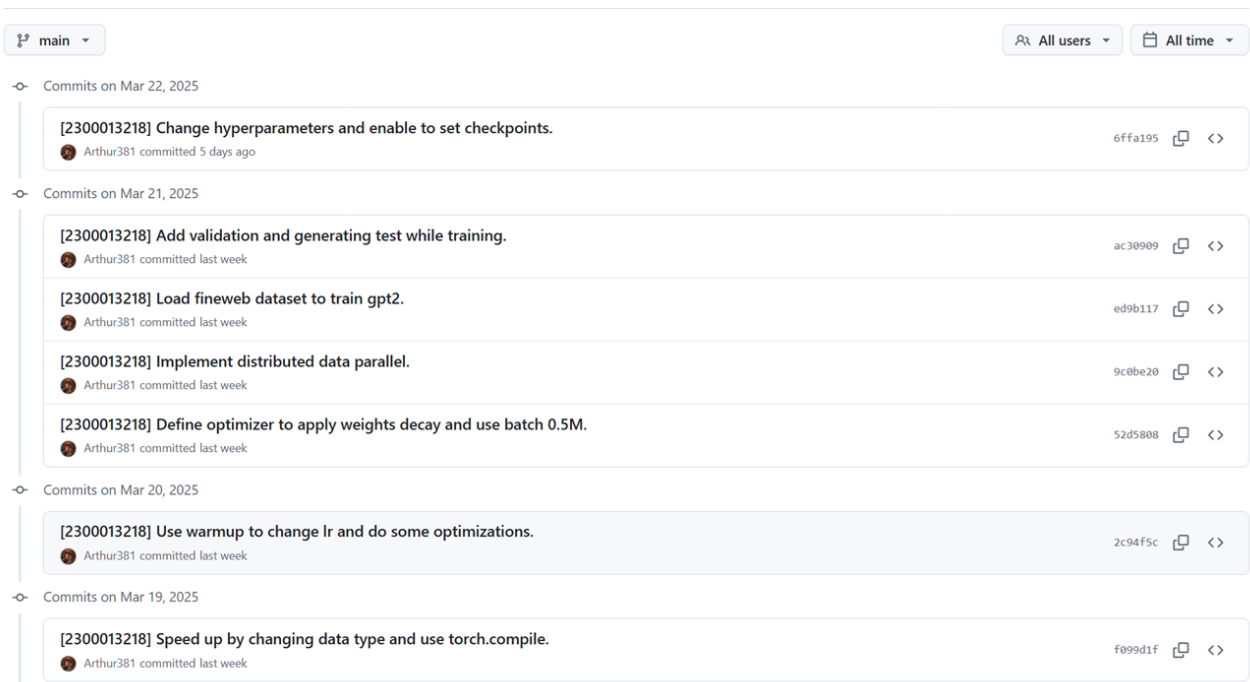 main
All users
All time
Commits on Mar 22, 2025
[2300013218] Change hyperparameters and enable to set checkpoints.
Arthur381 committed 5 days ago
6ffa195
Commits on Mar 21, 2025
[2300013218] Add validation and generating test while training.
Arthur381 committed last week
ac30909
[2300013218] Load fineweb dataset to train gpt2.
Arthur381 committed last week
ed9b117
[2300013218] Implement distributed data parallel.
Arthur381 committed last week
9c0be20
[2300013218] Define optimizer to apply weights decay and use batch 0.5M.
Arthur381 committed last week
52d5808
Commits on Mar 20, 2025
[2300013218] Use warmup to change lr and do some optimizations.
Arthur381 committed last week
2c94f5c
Commits on Mar 19, 2025
[2300013218] Speed up by changing data type and use torch.compile.
Arthur381 committed last week
f099d1f